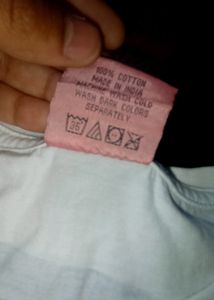 100% COTTON
MADE IN INDIA
MACHINE WASH COLD
WASH DARK COLORS
SEPARATELY